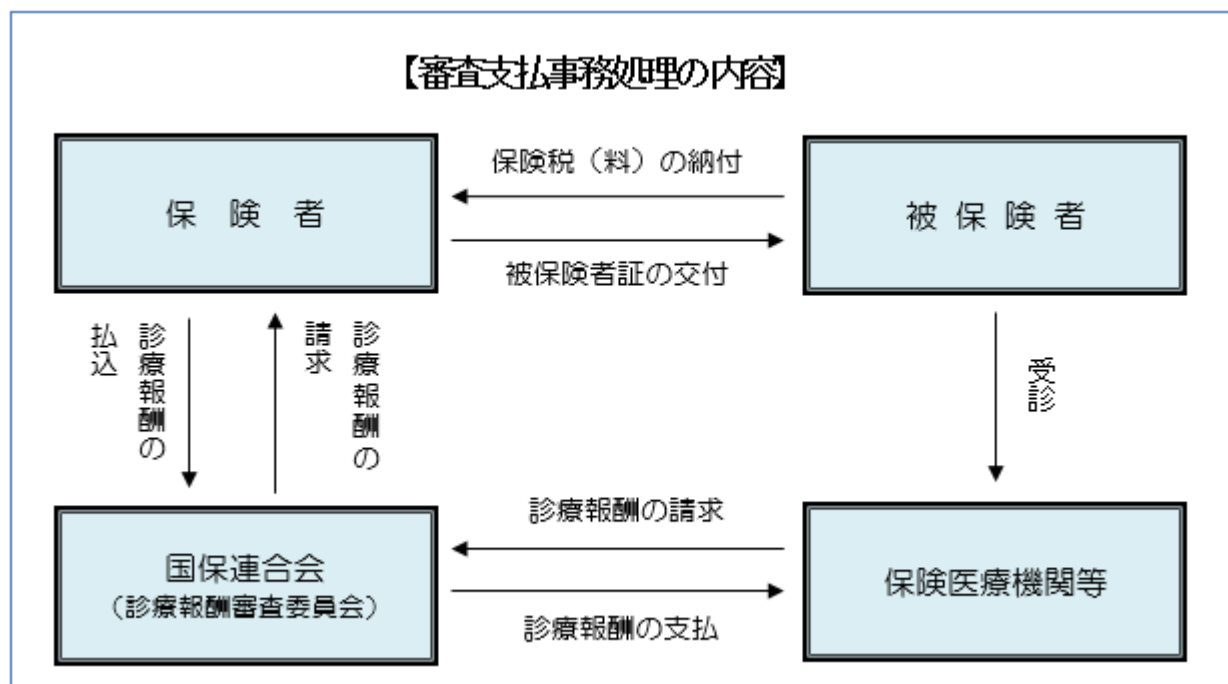 【審査支払事務処理の内容】
保険者
保険税（料）の納付
被保険者証の交付
被保険者
診療報酬の
払込
診療報酬の
請求
受診
国保連合会
（診療報酬審査委員会）
診療報酬の請求
診療報酬の支払
保険医療機関等